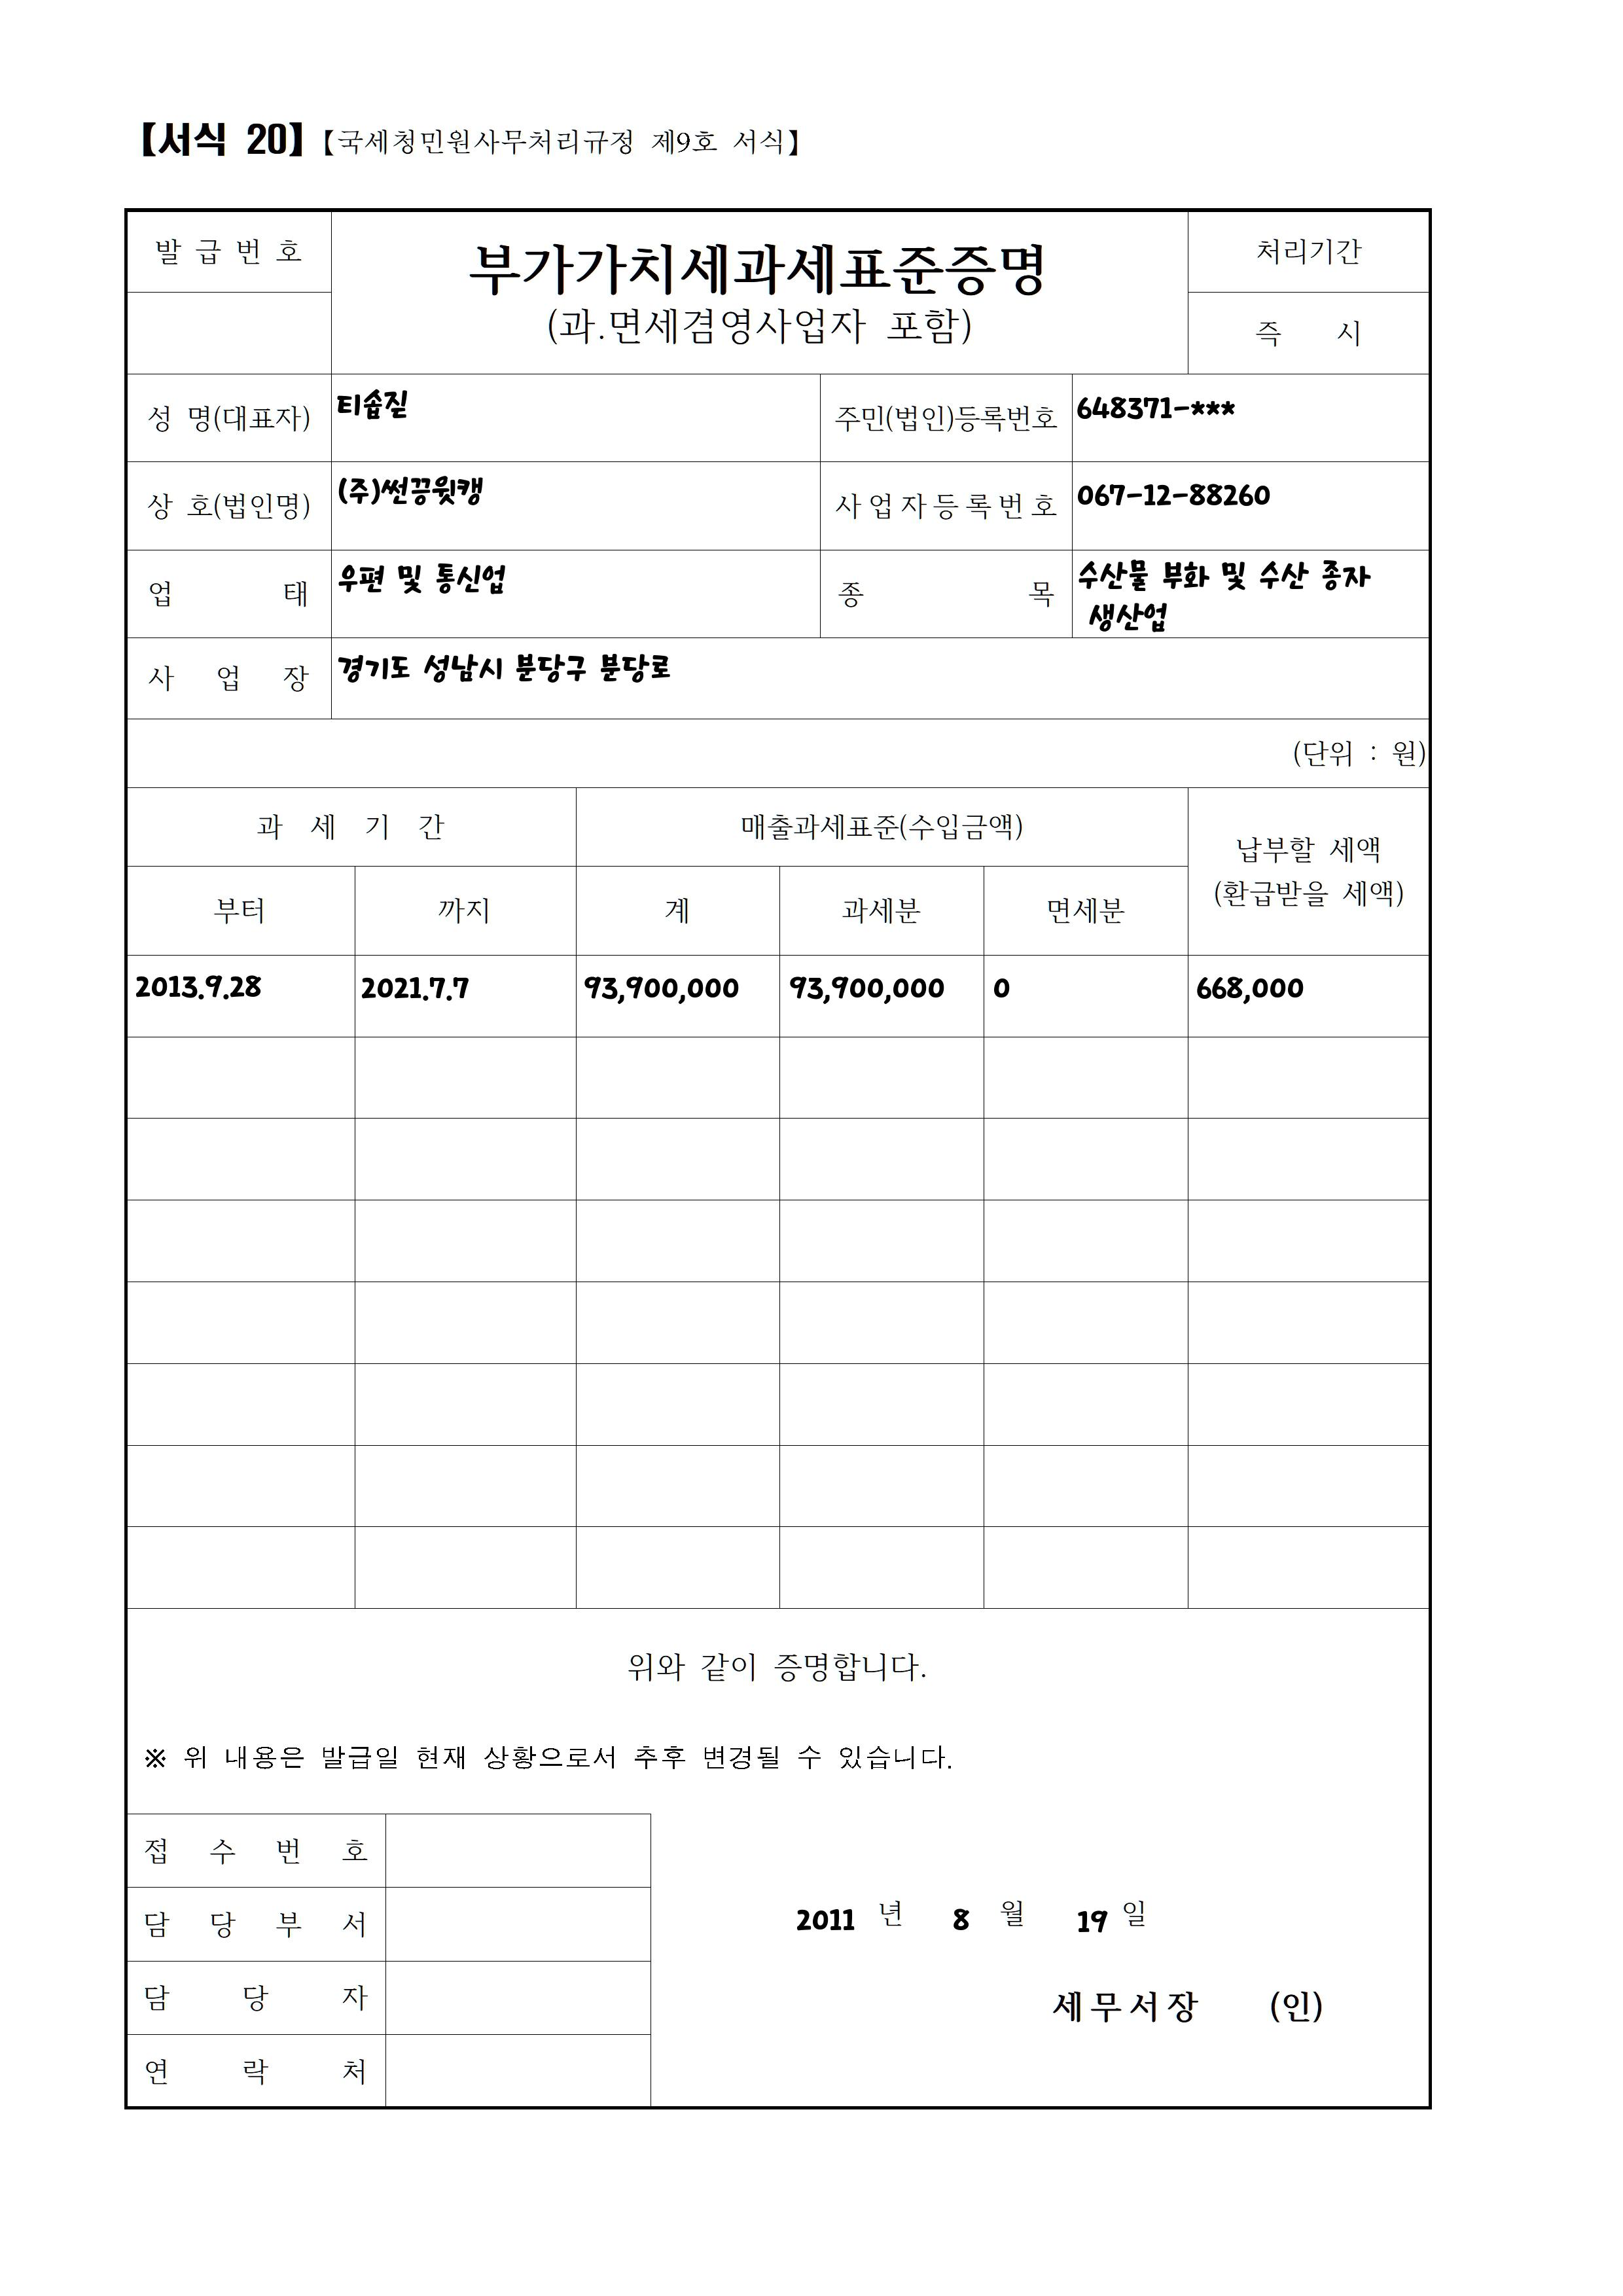 【서식 20】【국세청민원사무처리규정 제9호 서식】
발 급 번 호
부가가치세과세표준증명
(과.면세겸영사업자 포함)
처리기간
즉 시
성 명(대표자) 티솝짇 주민(법인)등록번호 648371-***
상 호(법인명) (주)썬끙윗캥 사업자등록번호 067-12-88260
업 태 우편 및 통신업 종 목 수산물 부화 및 수산 종자
생산업
사 업 장 경기도 성남시 분당구 분당로
(단위 : 원)
과 세 기 간 매출과세표준(수입금액) 납부할 세액
(환급받을 세액)
부터 까지 계 과세분 면세분
2013.9.28 2021.7.7 93,900,000 93,900,000 0 668,000
위와 같이 증명합니다.
※ 위 내용은 발급일 현재 상황으로서 추후 변경될 수 있습니다.
접 수 번 호
담 당 부 서
담 당 자
연 락 처
2011 년 8 월 19 일
세무서장 (인)